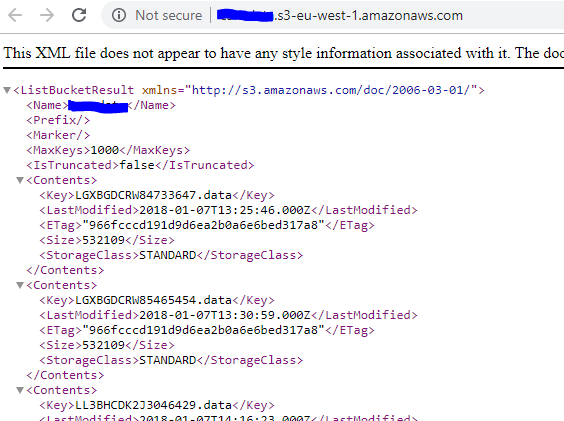 Not secure .s3-eu-west-1.amazonaws.com
This XML file does not appear to have any style information associated with it. The doc
<ListBucketResult xmlns="http://s3.amazonaws.com/doc/2006-03-01/">
<Name></Name>
<Prefix/>
<Marker/>
<MaxKeys>1000</MaxKeys>
<IsTruncated>false</IsTruncated>
<Contents>
<Key>LGXBGDCRW84733647.data</Key>
<LastModified>2018-01-07T13:25:46.000Z</LastModified>
<ETag>"966fcccd191d9d6ea2b0a6e6bed317a8"</ETag>
<Size>532109</Size>
<StorageClass>STANDARD</StorageClass>
</Contents>
<Contents>
<Key>LGXBGDCRW85465454.data</Key>
<LastModified>2018-01-07T13:30:59.000Z</LastModified>
<ETag>"966fcccd191d9d6ea2b0a6e6bed317a8"</ETag>
<Size>532109</Size>
<StorageClass>STANDARD</StorageClass>
</Contents>
<Contents>
<Key>LL3BHCDK2J3046429.data</Key>
<LastModified>2018-01-07T14:16:23.000Z</LastModified>